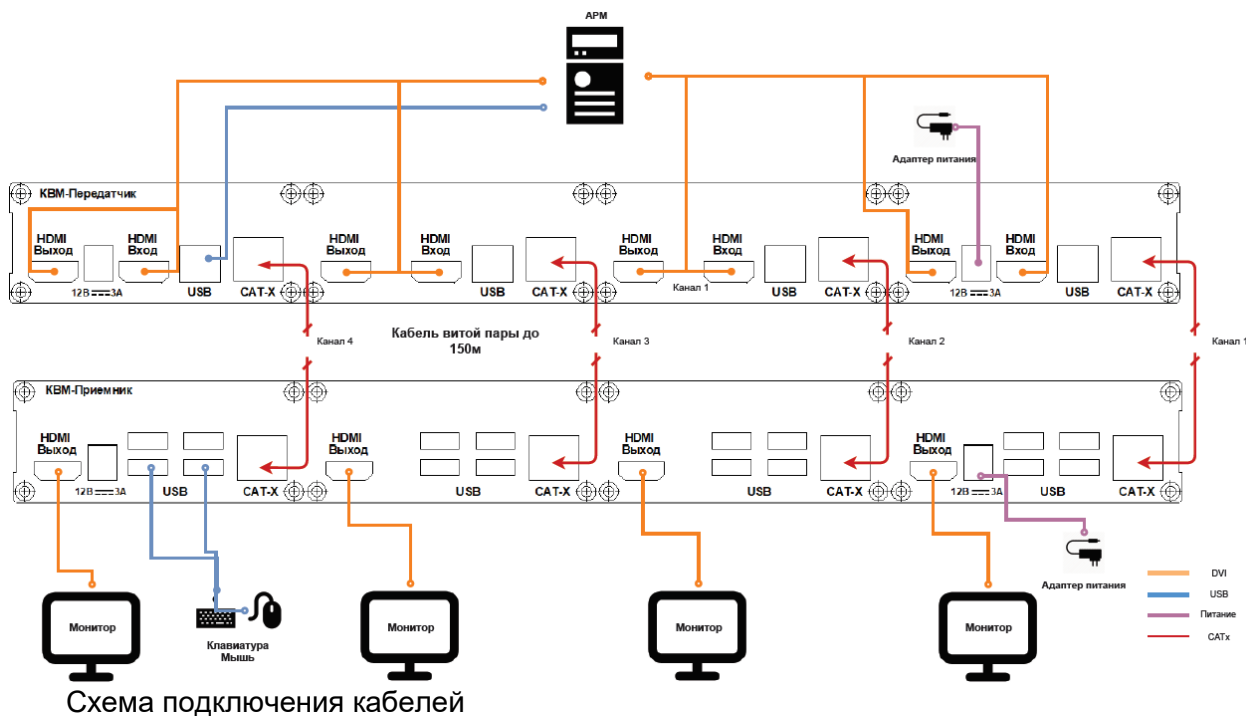 АРМ
Адаптер питания
КВМ-Передатчик
HDMI
Выход
HDMI
Вход
12В 3А
USB
CAT-X
HDMI
Выход
HDMI
Вход
USB
CAT-X
HDMI
Выход
HDMI
Вход
Канал 1
USB
CAT-X
HDMI
Выход
HDMI
Вход
12В 3А
USB
CAT-X
Кабель витой пары до
150м
Канал 4
Канал 3
Канал 2
Канал 1
КВМ-Приемник
HDMI
Выход
12В 3А
USB
CAT-X
HDMI
Выход
USB
CAT-X
HDMI
Выход
USB
CAT-X
HDMI
Выход
12В 3А
USB
CAT-X
Монитор
Клавиатура
Мышь
Монитор
Монитор
Монитор
Адаптер питания
DVI
USB
Питание
CATx
Схема подключения кабелей